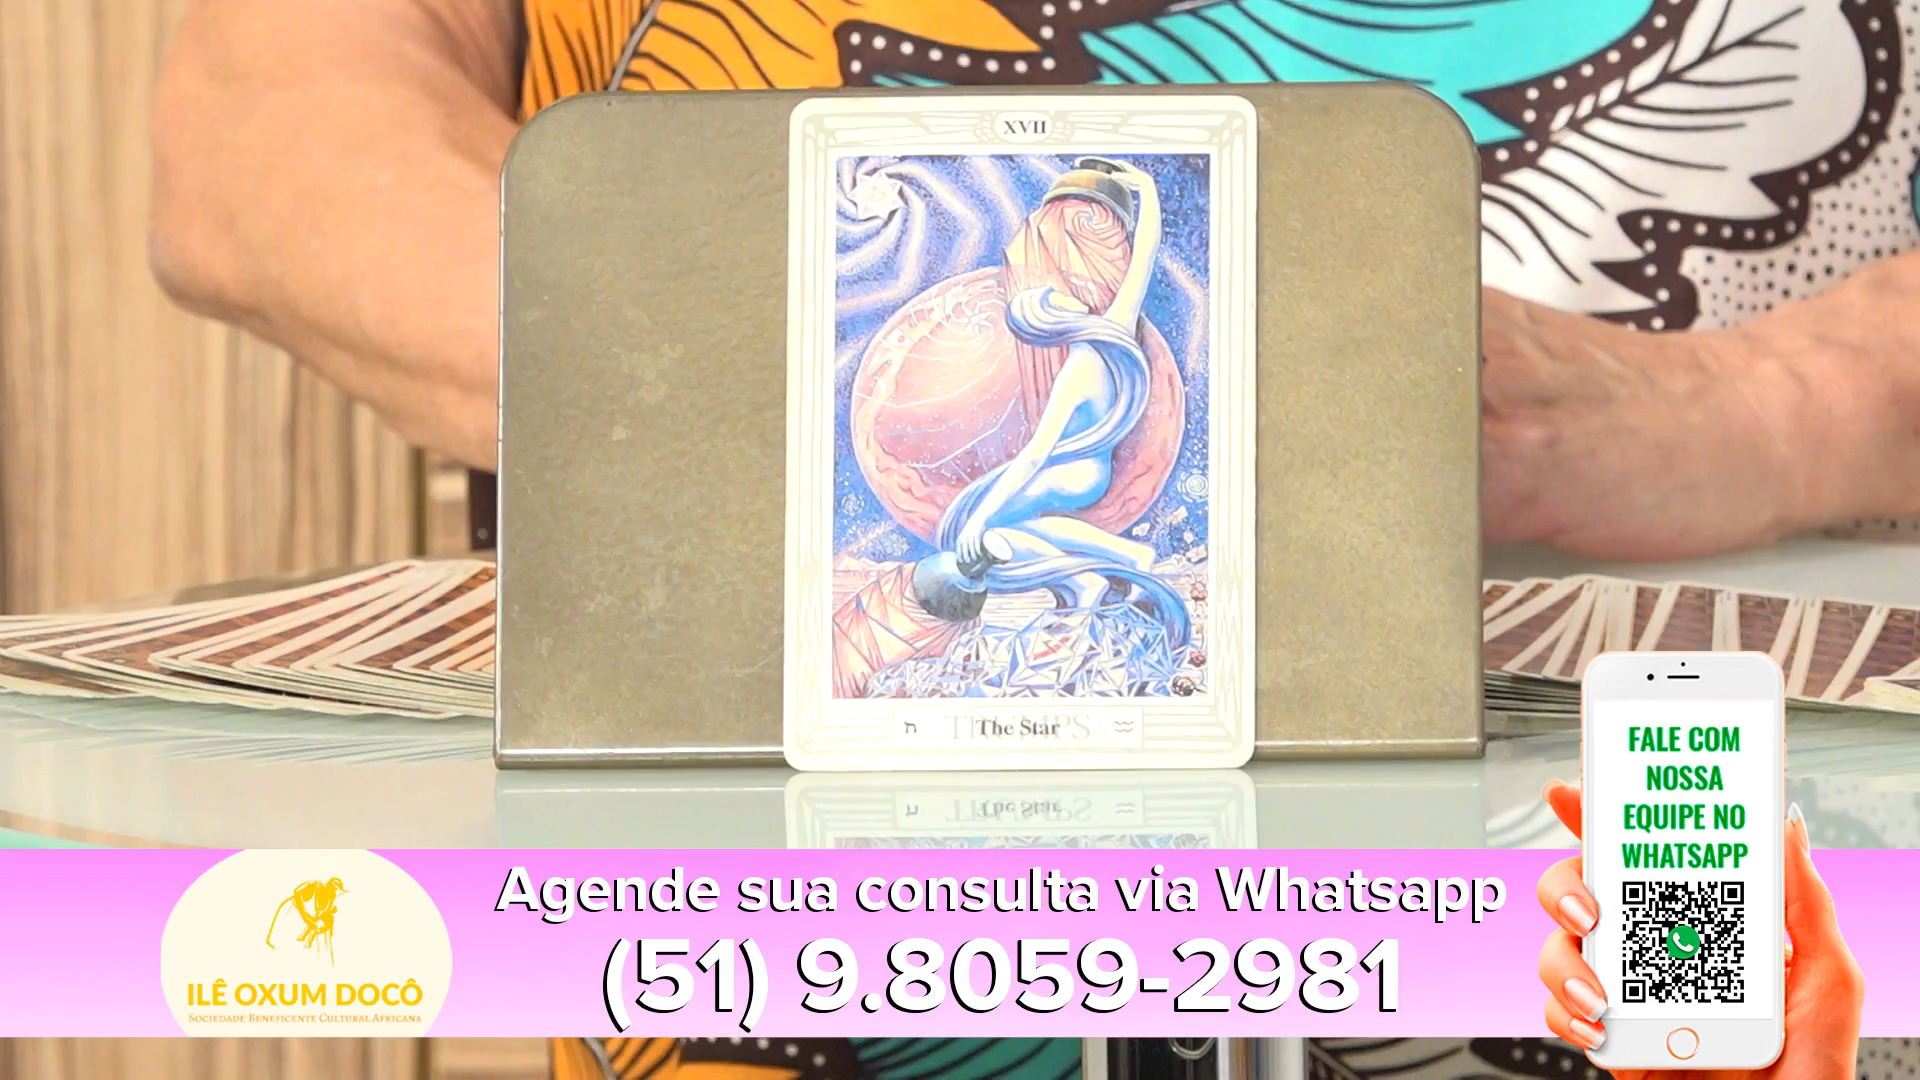 XVII
TRUMPS
The Star
ת
FALE COM
NOSSA
EQUIPE NO
WHATSAPP
Agende sua consulta via Whatsapp
(51) 9.8059-2981
ILÊ OXUM DOCÔ
SOCIEDADE BENEFICENTE CULTURAL AFRICANA